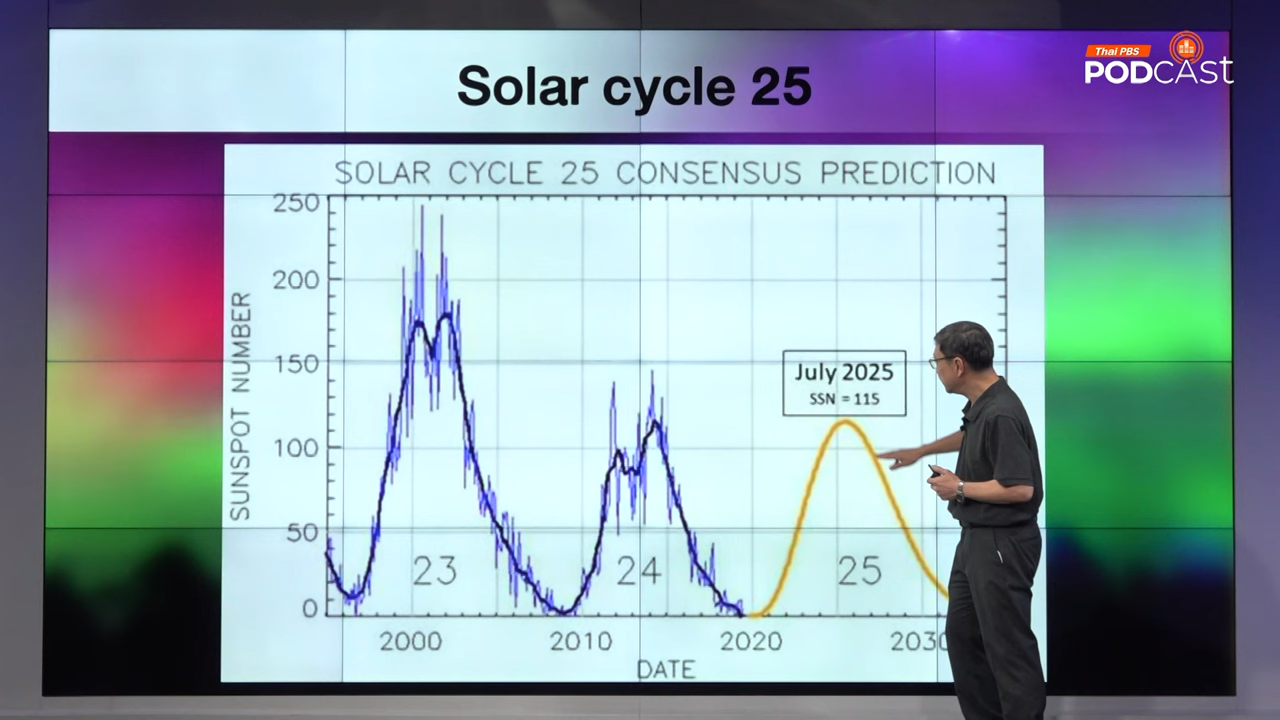 Thai PBS
PODCAST
Solar cycle 25
SOLAR CYCLE 25 CONSENSUS PREDICTION
SUNSPOT NUMBER
250
200
150
100
50
0
July 2025
SSN = 115
23
24
25
2000
2010
2020
2030
DATE